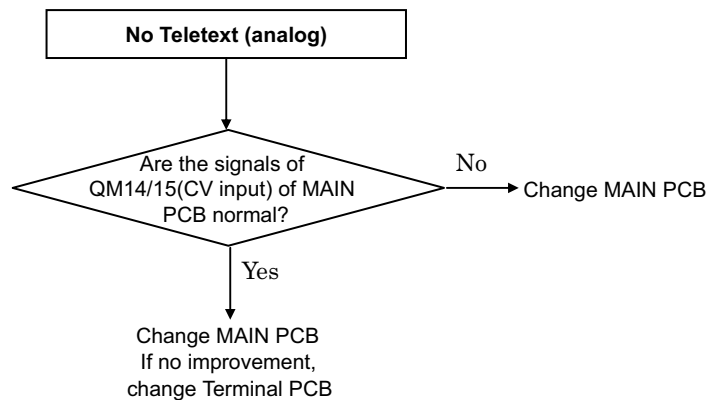 No Teletext (analog)
Are the signals of
QM14/15(CV input) of MAIN
PCB normal?
No
Change MAIN PCB
Yes
Change MAIN PCB
If no improvement,
change Terminal PCB